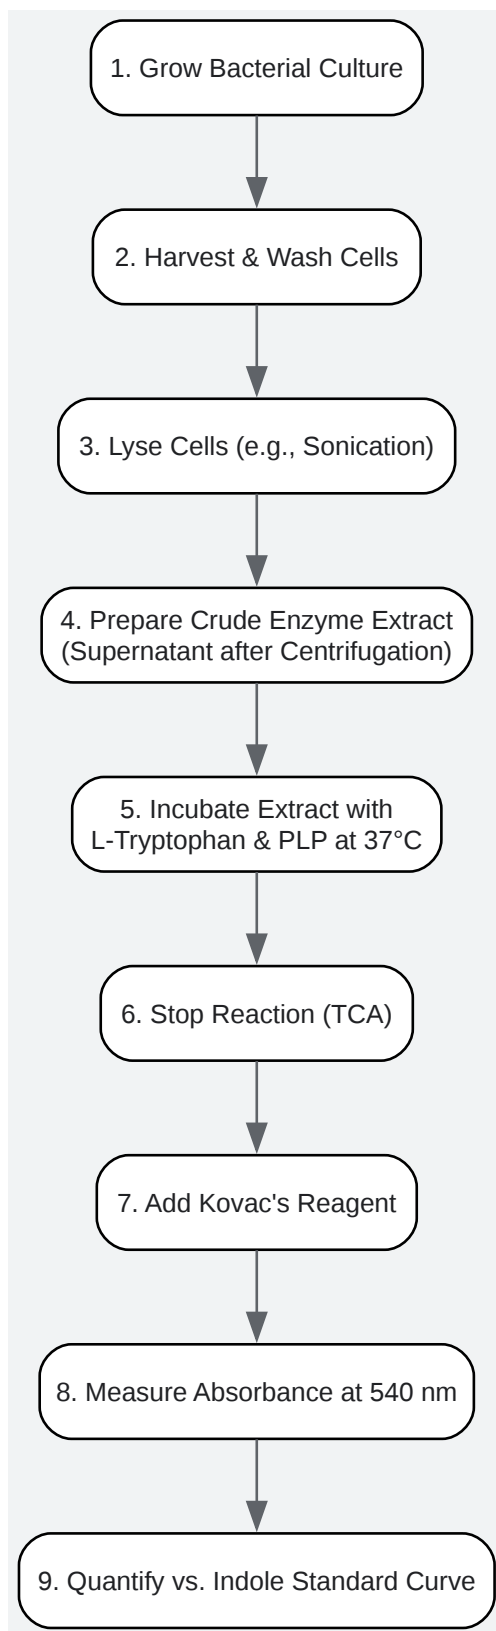 1. Grow Bacterial Culture
2. Harvest & Wash Cells
3. Lyse Cells (e.g., Sonication)
4. Prepare Crude Enzyme Extract
(Supernatant after Centrifugation)
5. Incubate Extract with
L-Tryptophan & PLP at 37°C
6. Stop Reaction (TCA)
7. Add Kovac's Reagent
8. Measure Absorbance at 540 nm
9. Quantify vs. Indole Standard Curve